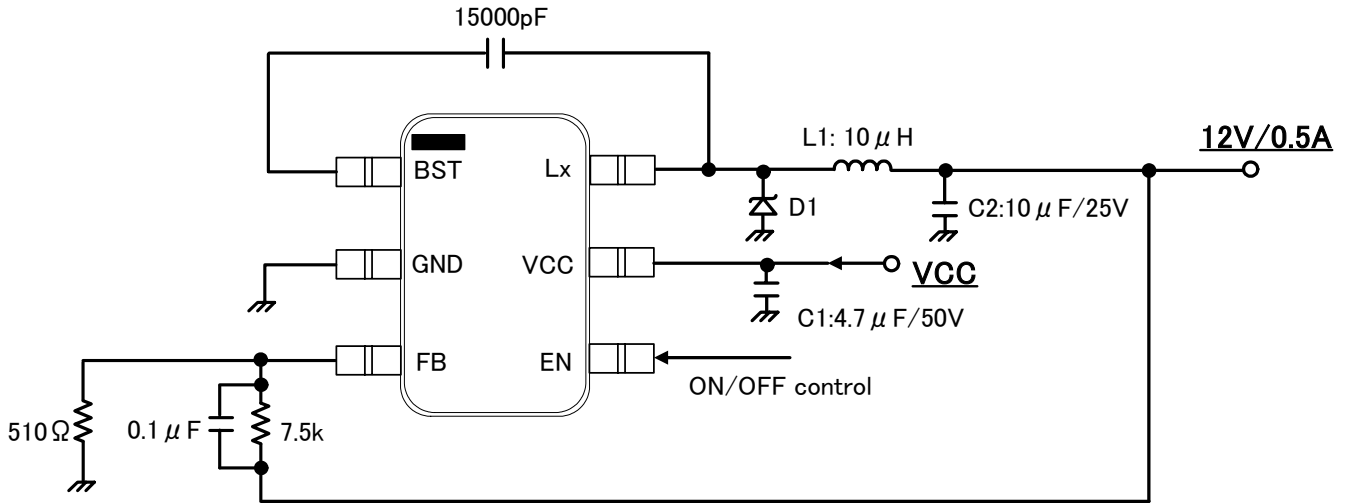 15000pF
BST
Lx
L1: 10μH
12V/0.5A
D1
C2:10μF/25V
GND
VCC
VCC
C1:4.7μF/50V
FB
EN
ON/OFF control
510Ω
0.1μF
7.5k